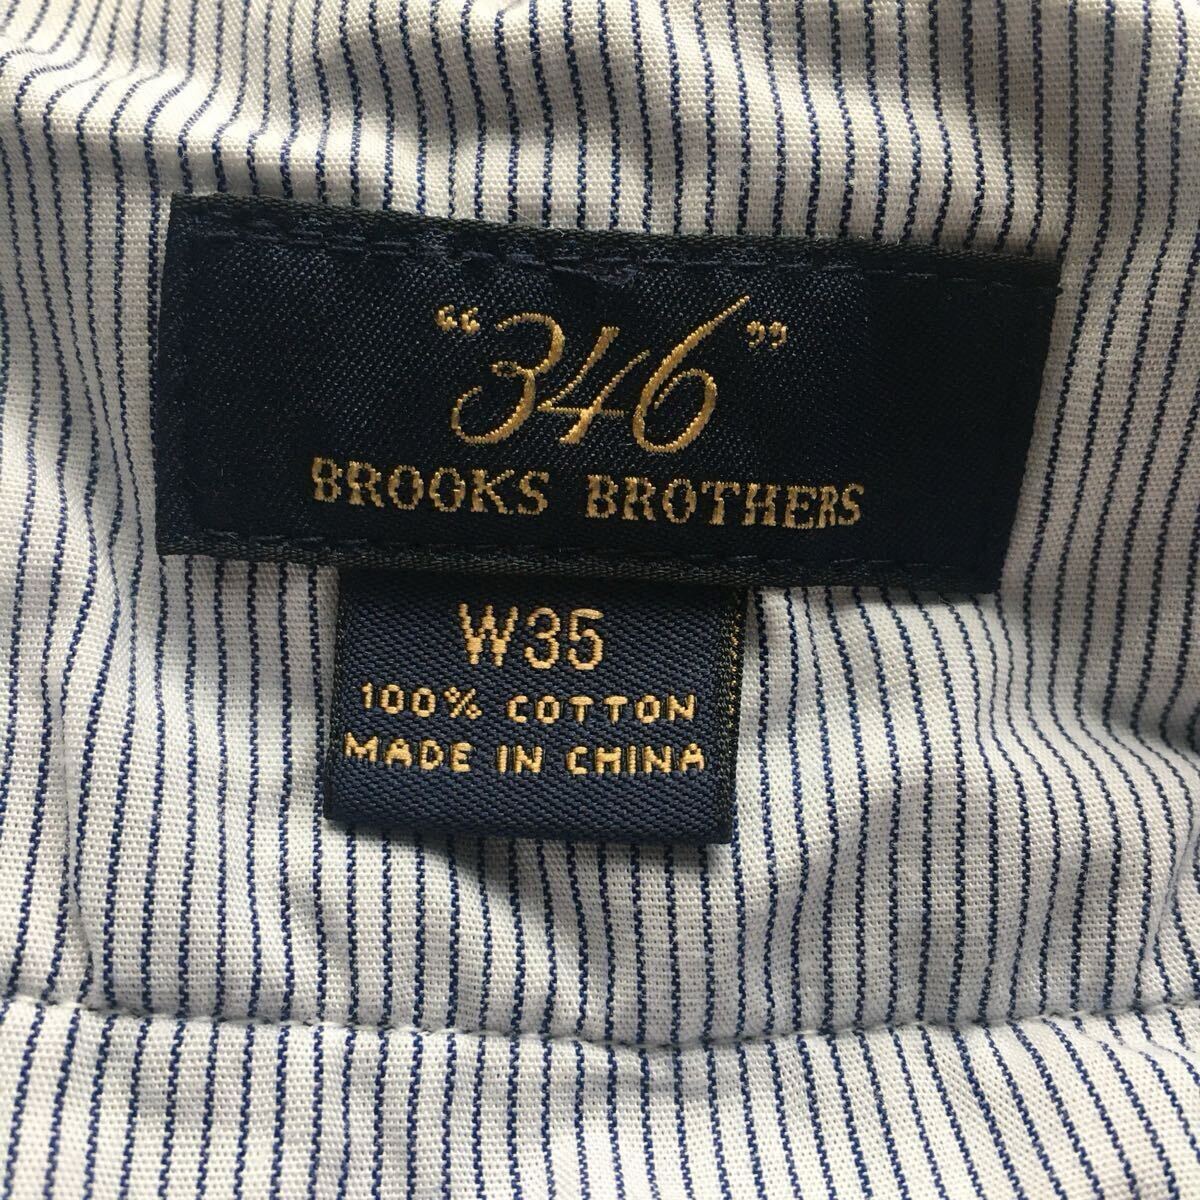 “346”
BROOKS BROTHERS
W35
100% COTTON
MADE IN CHINA